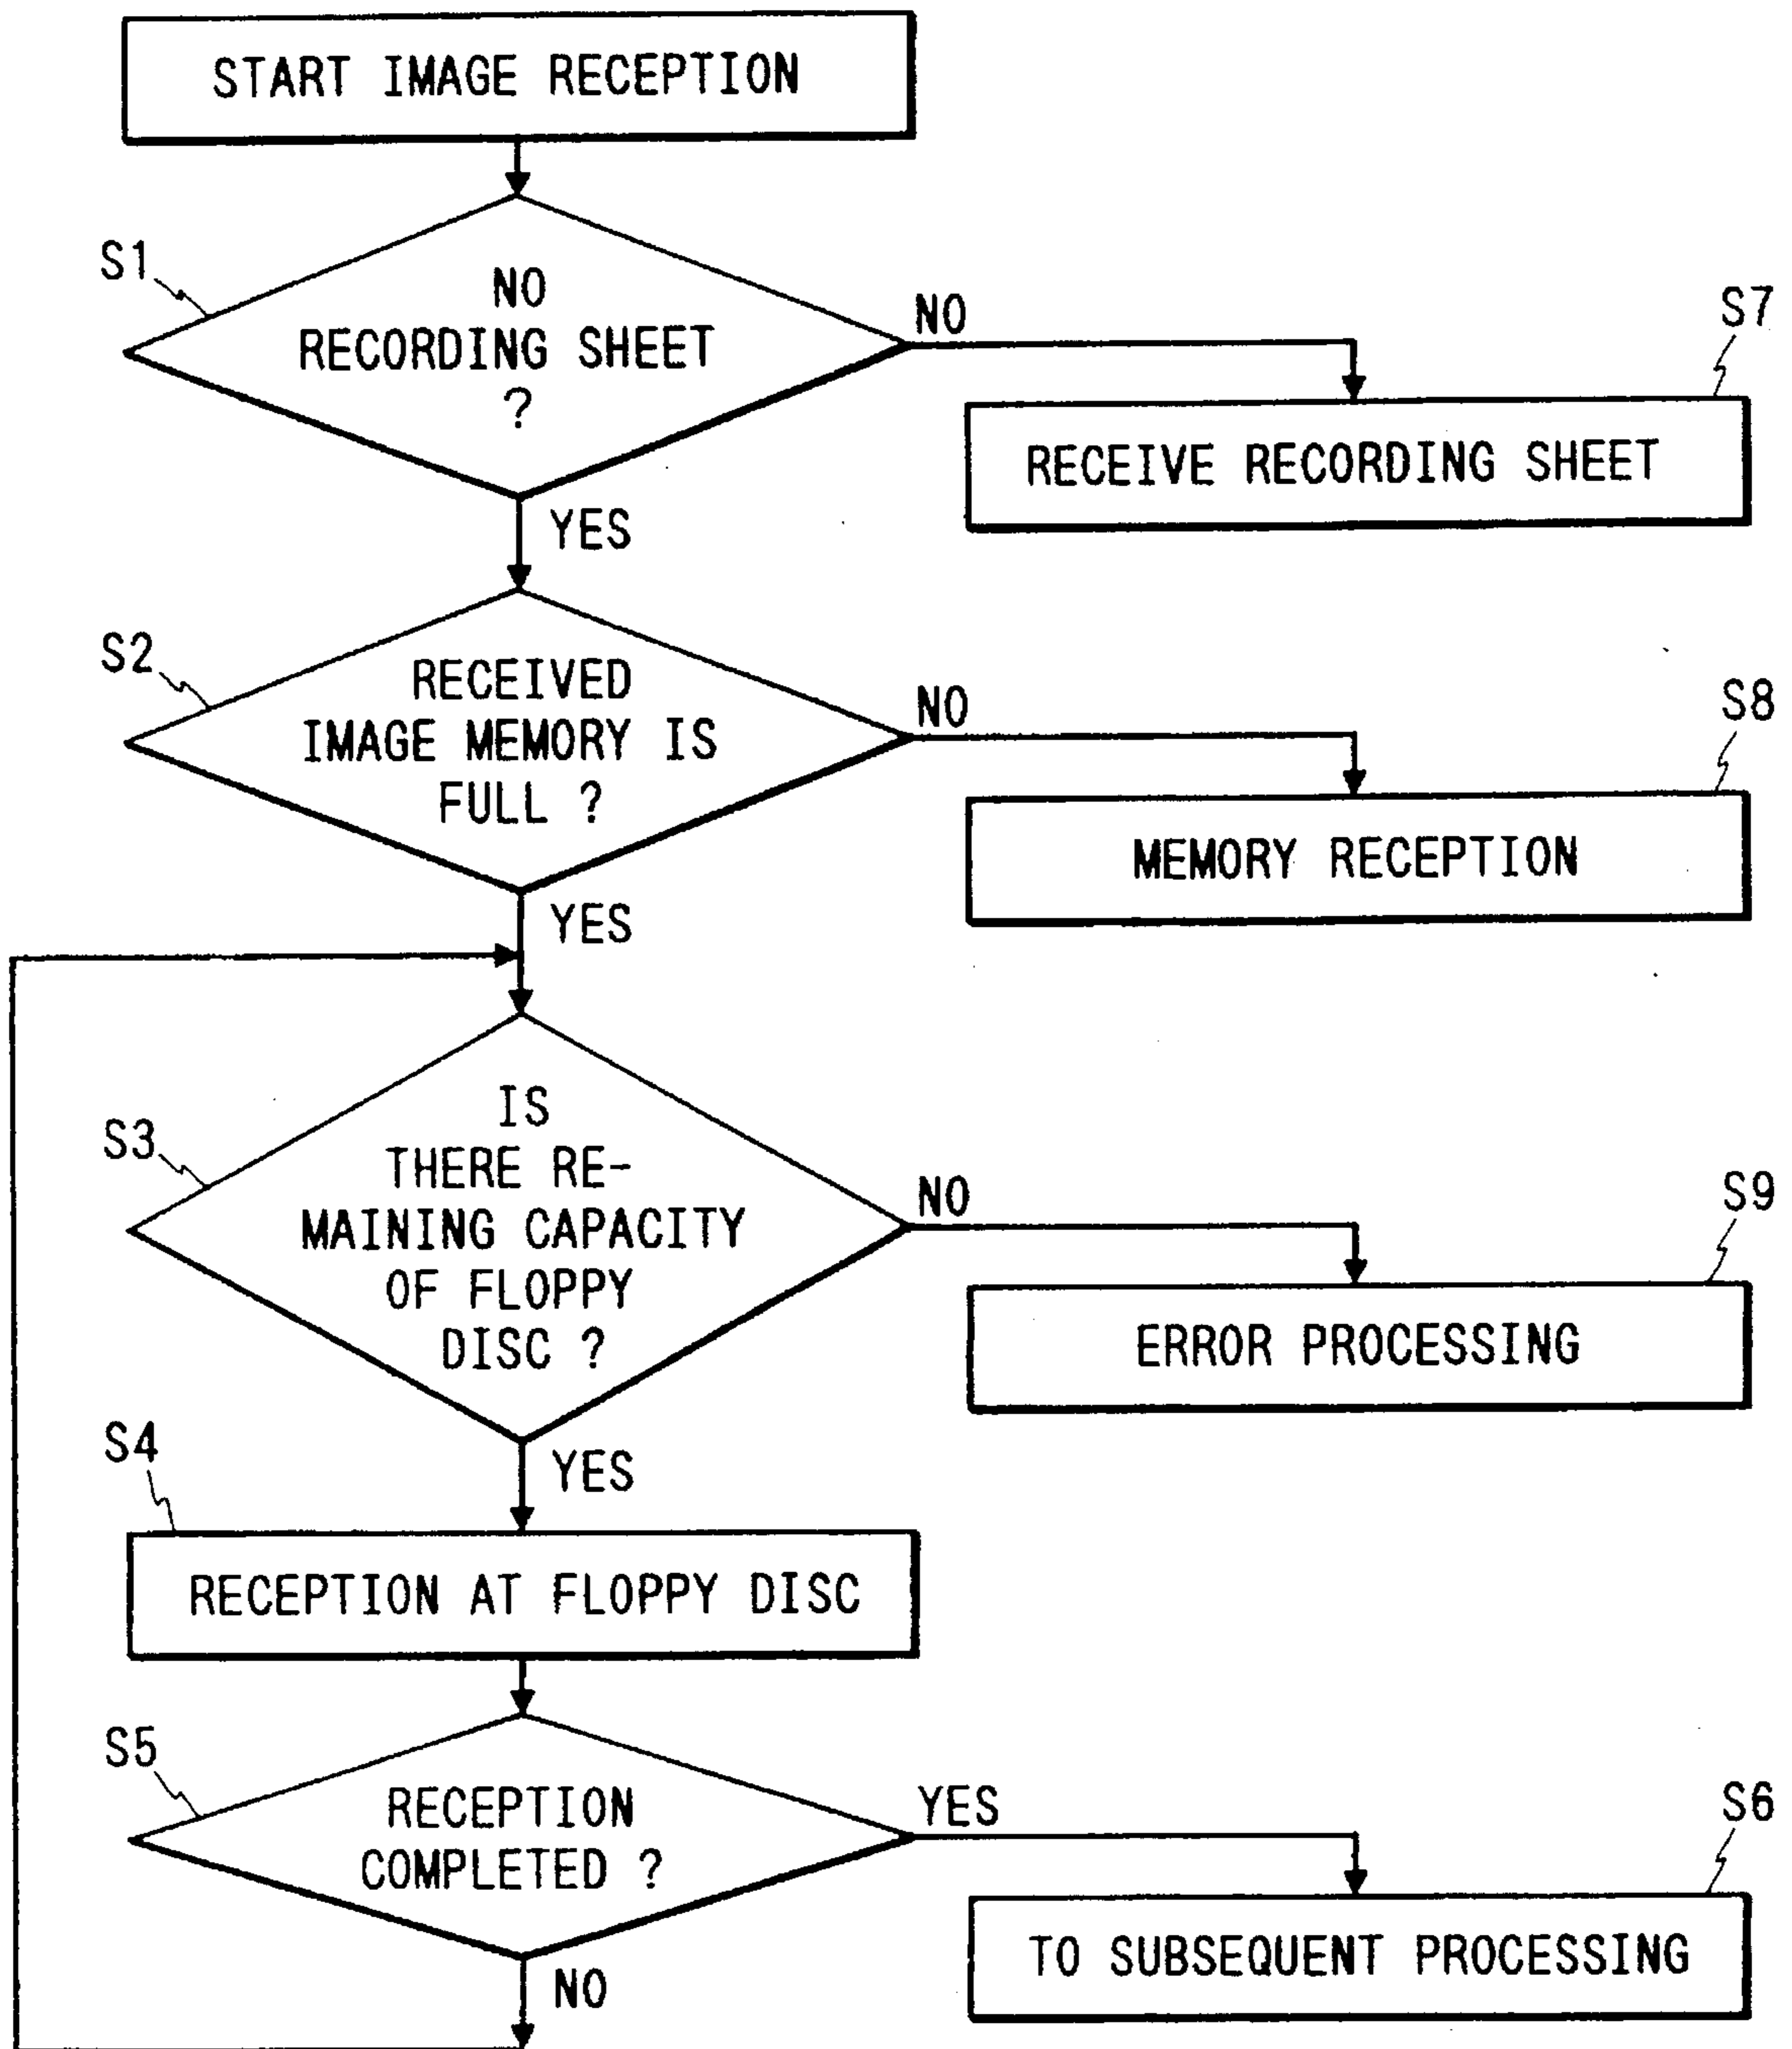 START IMAGE RECEPTION
S1
NO
RECORDING SHEET
?
NO
S7
RECEIVE RECORDING SHEET
YES
S2
RECEIVED
IMAGE MEMORY IS
FULL ?
NO
S8
MEMORY RECEPTION
YES
S3
IS
THERE RE-
MAINING CAPACITY
OF FLOPPY
DISC ?
NO
S9
ERROR PROCESSING
YES
S4
RECEPTION AT FLOPPY DISC
S5
RECEPTION
COMPLETED ?
YES
S6
TO SUBSEQUENT PROCESSING
NO